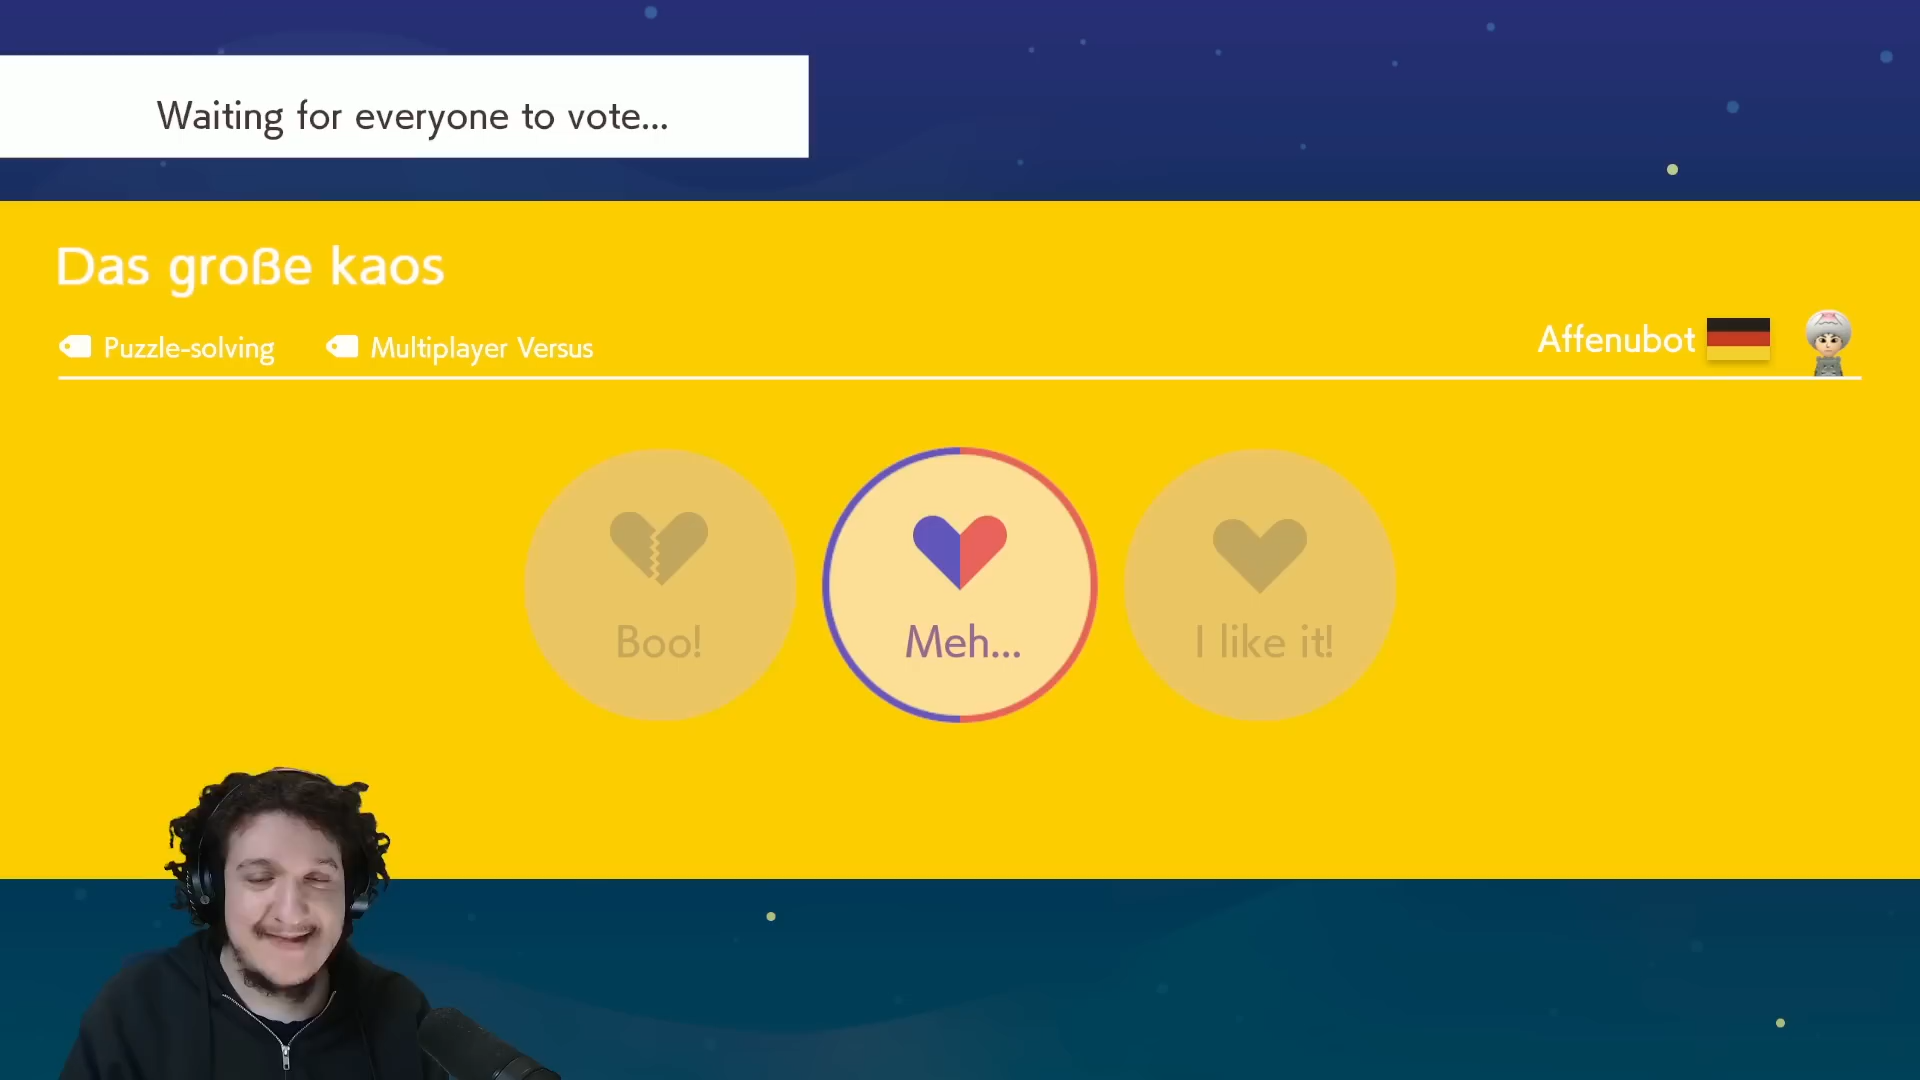 Waiting for everyone to vote...
Das große kaos
Puzzle-solving Multiplayer Versus
Affenubot
Boo! Meh... I like it!